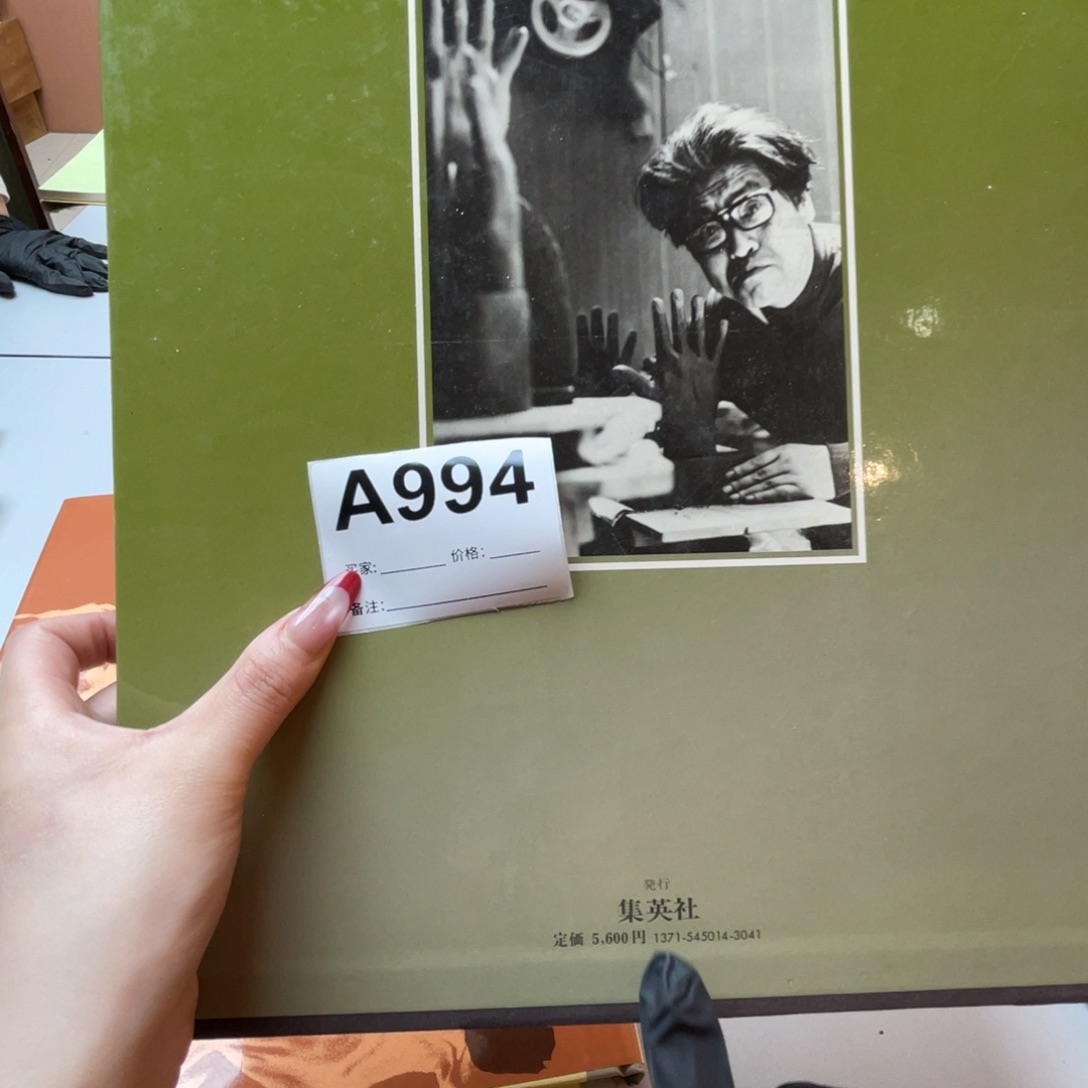 A994
买家: 价格:
备注:
発行
集英社
定価 5,600円 1371-545014-3041